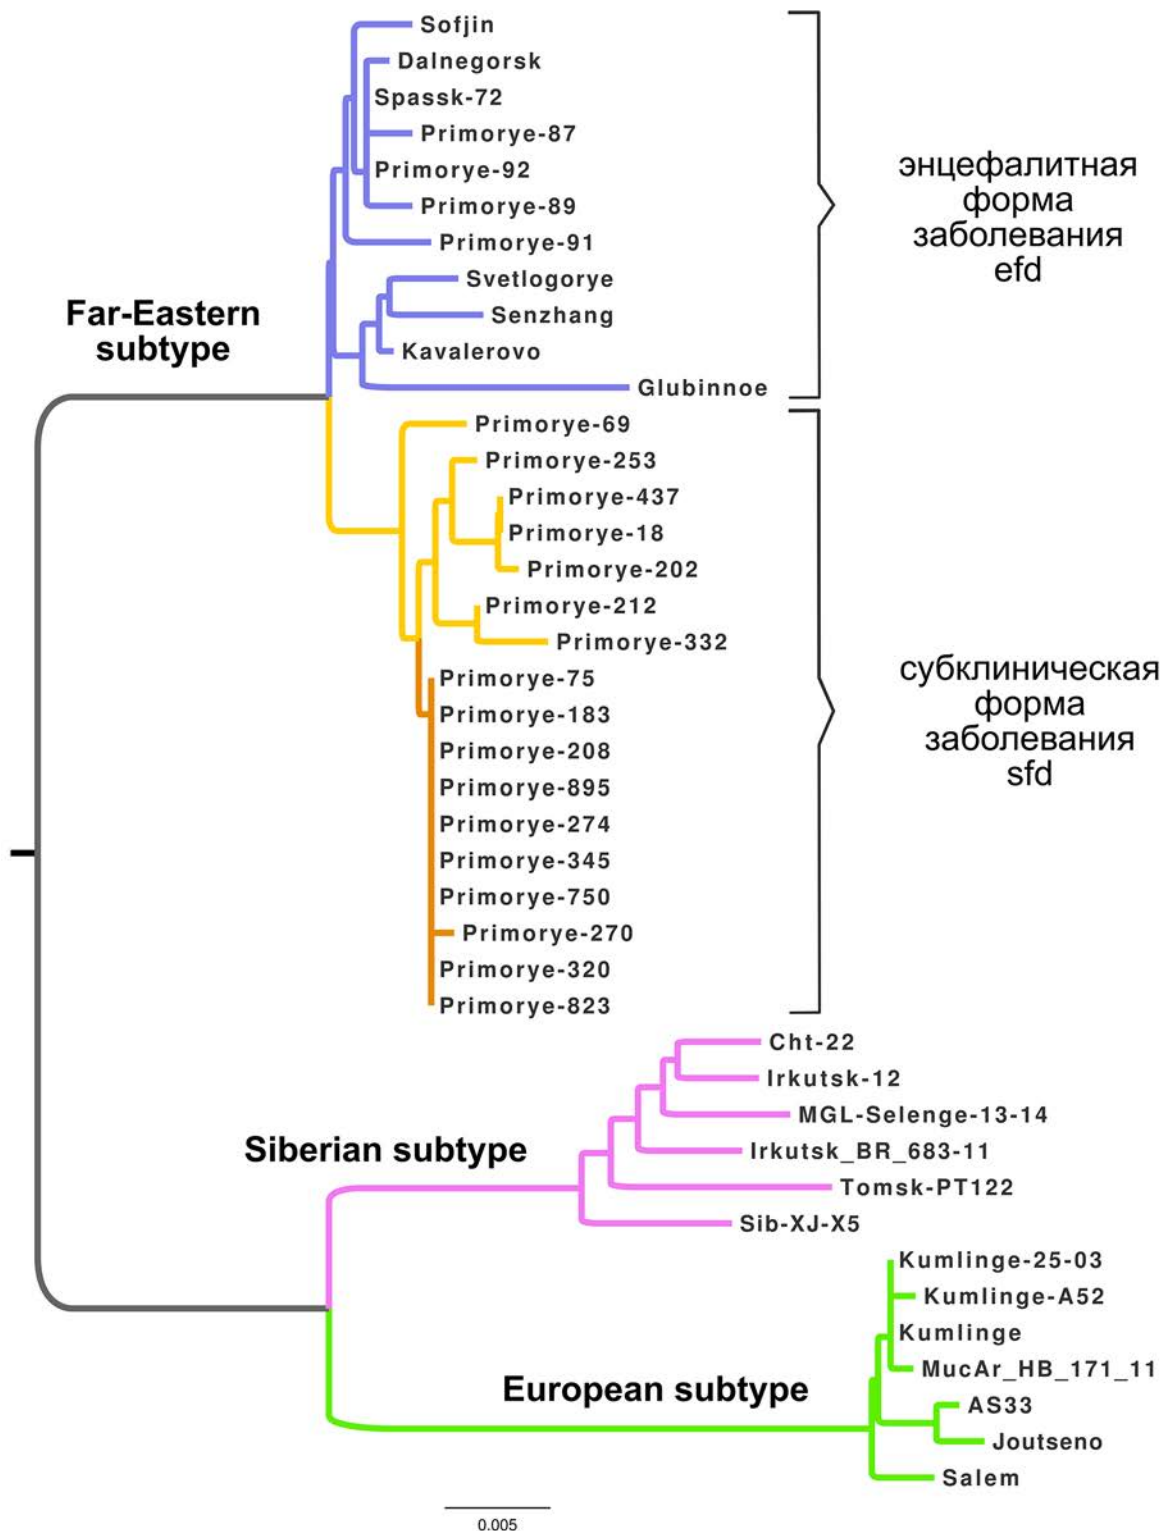 Sofjin
Dalnegorsk
Spassk-72
Primorye-87
Primorye-92
Primorye-89
Primorye-91
Svetlogorye
Senzhang
Kavalerovo
Glubinnoe
энцефалитная
форма
заболевания
efd
Far-Eastern
subtype
Primorye-69
Primorye-253
Primorye-437
Primorye-18
Primorye-202
Primorye-212
Primorye-332
Primorye-75
Primorye-183
Primorye-208
Primorye-895
Primorye-274
Primorye-345
Primorye-750
Primorye-270
Primorye-320
Primorye-823
субклиническая
форма
заболевания
sfd
Cht-22
Irkutsk-12
MGL-Selenge-13-14
Irkutsk_BR_683-11
Tomsk-PT122
Sib-XJ-X5
Siberian subtype
Kumlinge-25-03
Kumlinge-A52
Kumlinge
MucAr_HB_171_11
AS33
Joutseno
Salem
European subtype
0.005